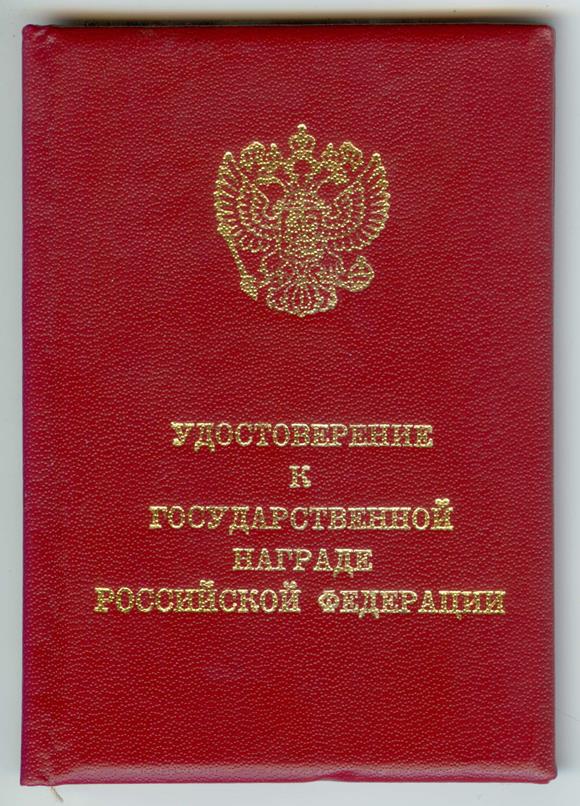 УДОСТОВЕРЕНИЕ
К
ГОСУДАРСТВЕННОЙ
НАГРАДЕ
РОССИЙСКОЙ ФЕДЕРАЦИИ